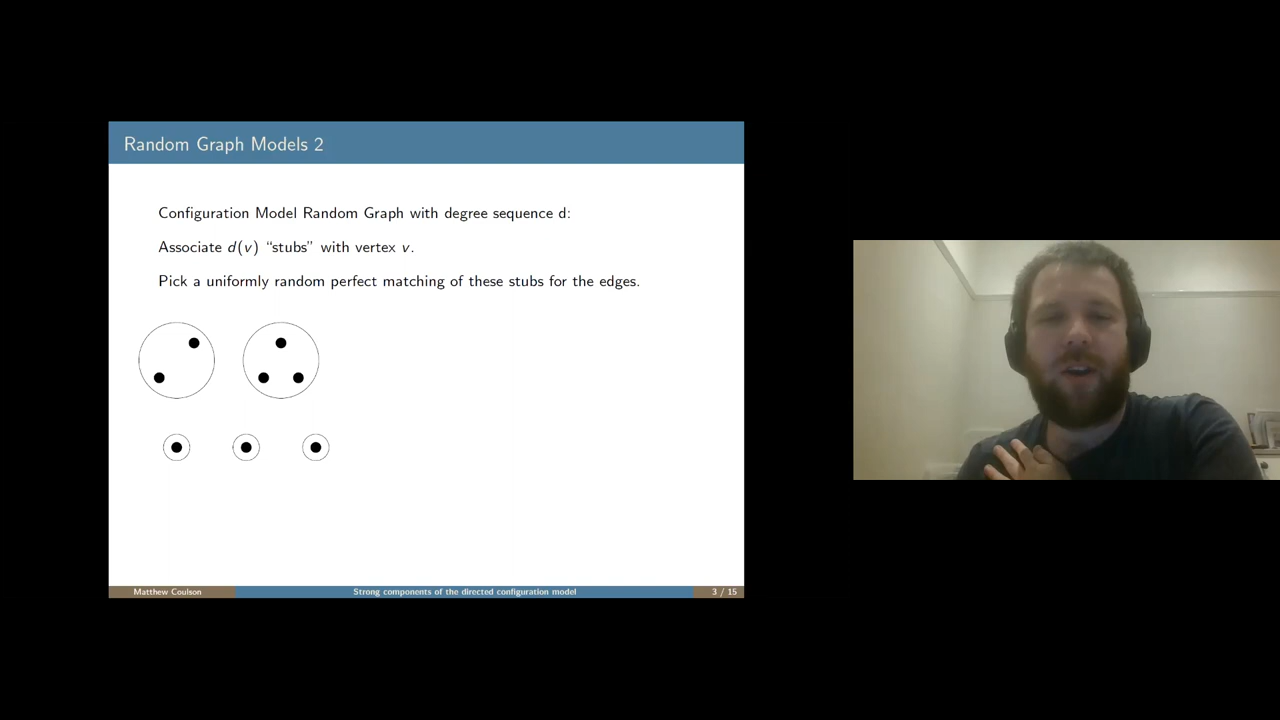 Random Graph Models 2
Configuration Model Random Graph with degree sequence d:
Associate d(v) “stubs” with vertex v.
Pick a uniformly random perfect matching of these stubs for the edges.
Matthew Coulson
Strong components of the directed configuration model
3 / 15